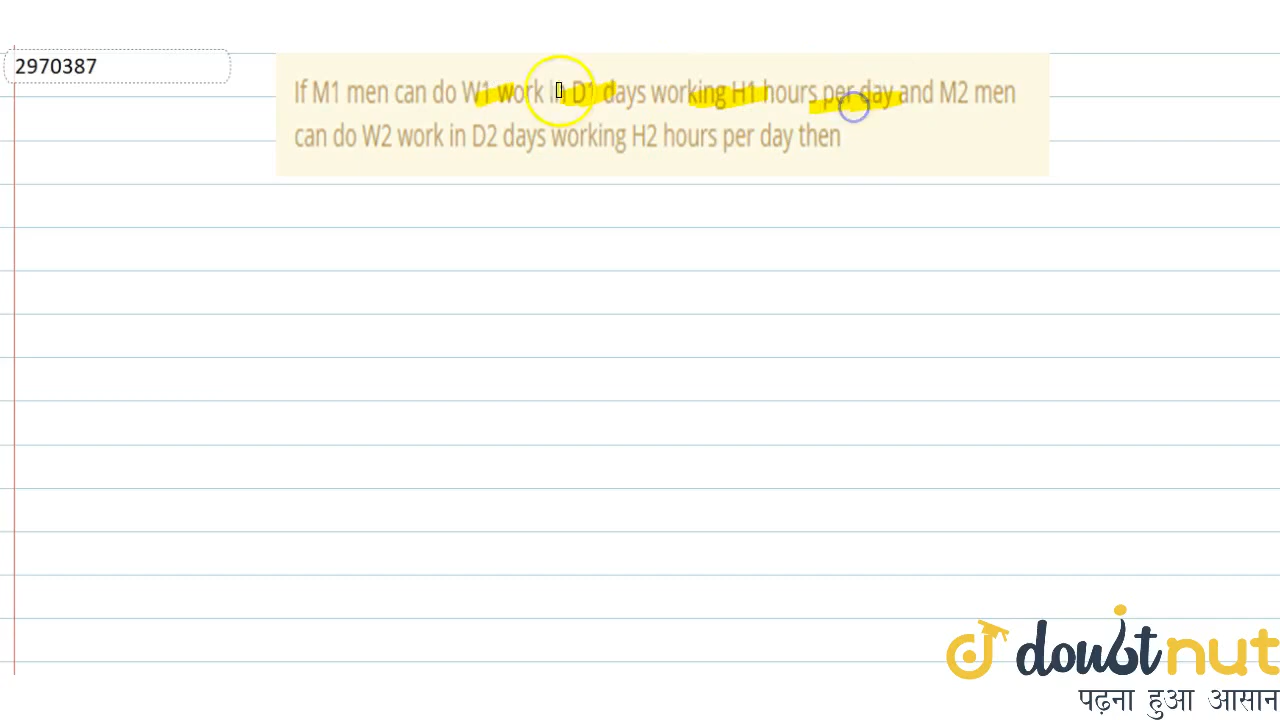 2970387
If M1 men can do W1 work in D1 days working H1 hours per day and M2 men
can do W2 work in D2 days working H2 hours per day then
doubtnut
पढ़ना हुआ आसान